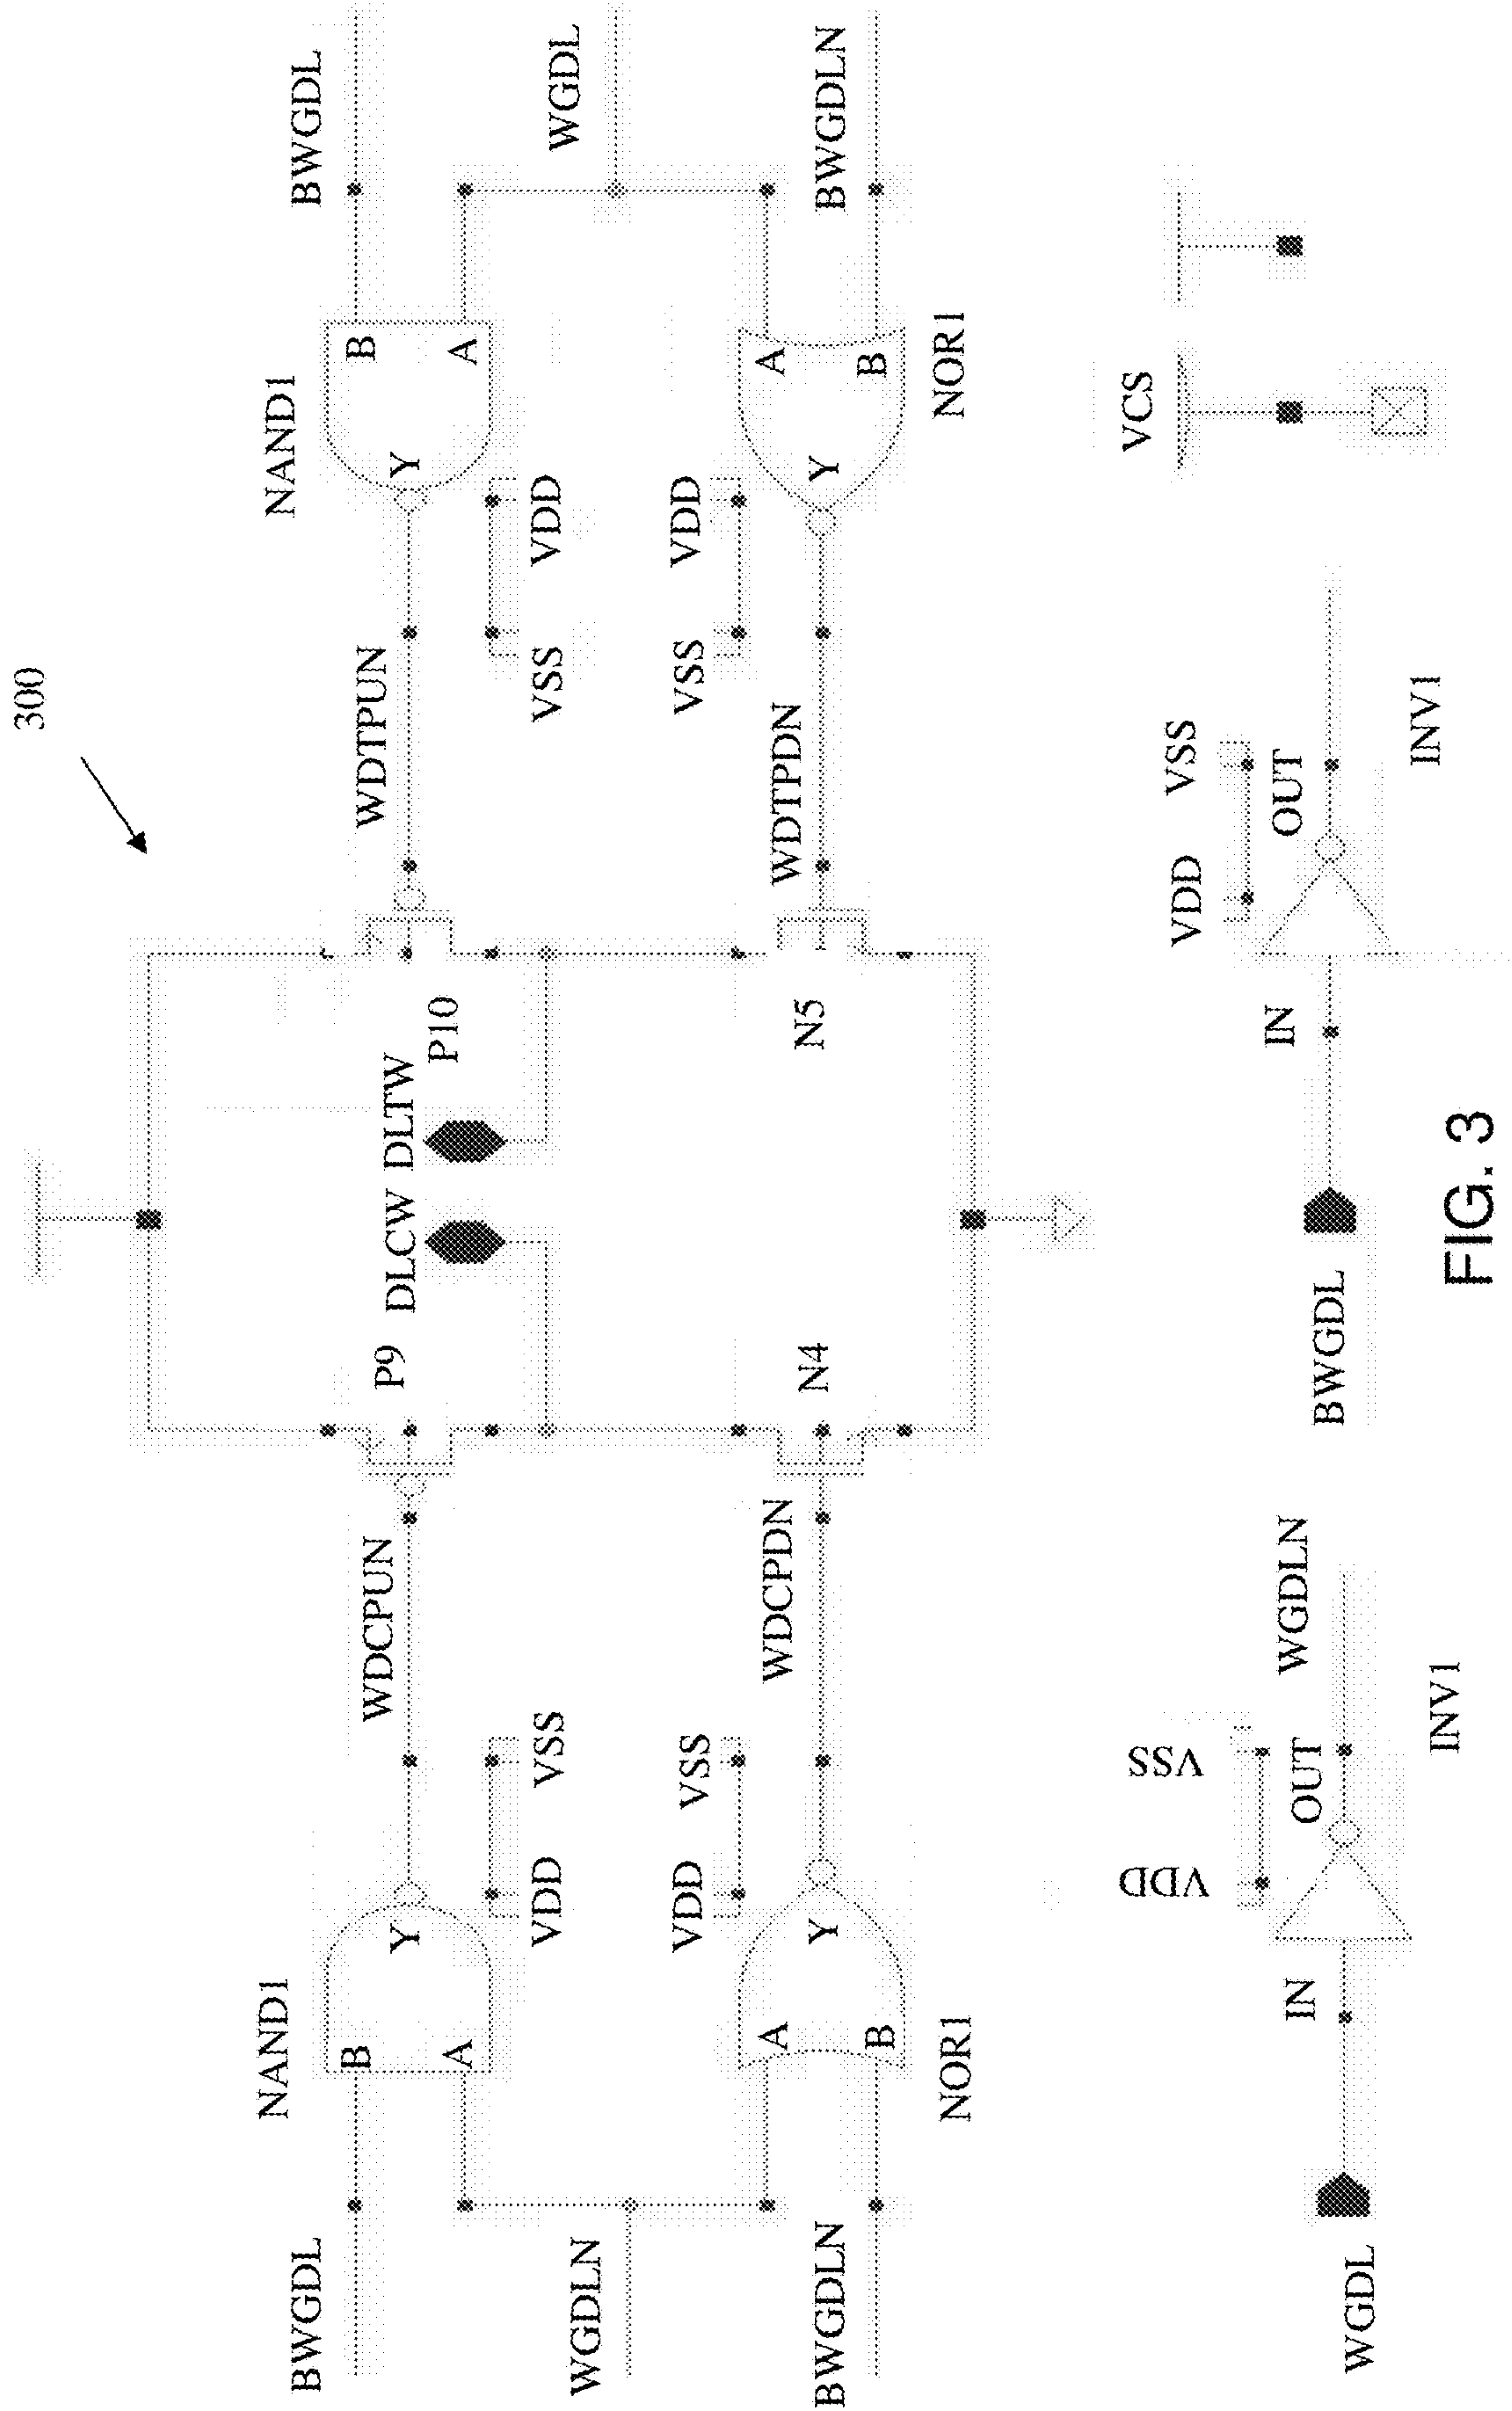 300
BWGDL
NAND1
B
A
Y
VDD
VSS
WDCPUN
P9
DLCW
DLTW
P10
WDTPUN
NAND1
Y
B
A
VSS
VDD
BWGDL
WGDLN
WGDL
BWGDLN
NOR1
A
B
Y
VDD
VSS
WDCPDN
N4
N5
WDTPDN
VSS
VDD
Y
A
B
NOR1
BWGDLN
WGDL
IN
VDD
VSS
OUT
WGDLN
INV1
BWGDL
IN
VDD
VSS
OUT
INV1
VCS
FIG. 3